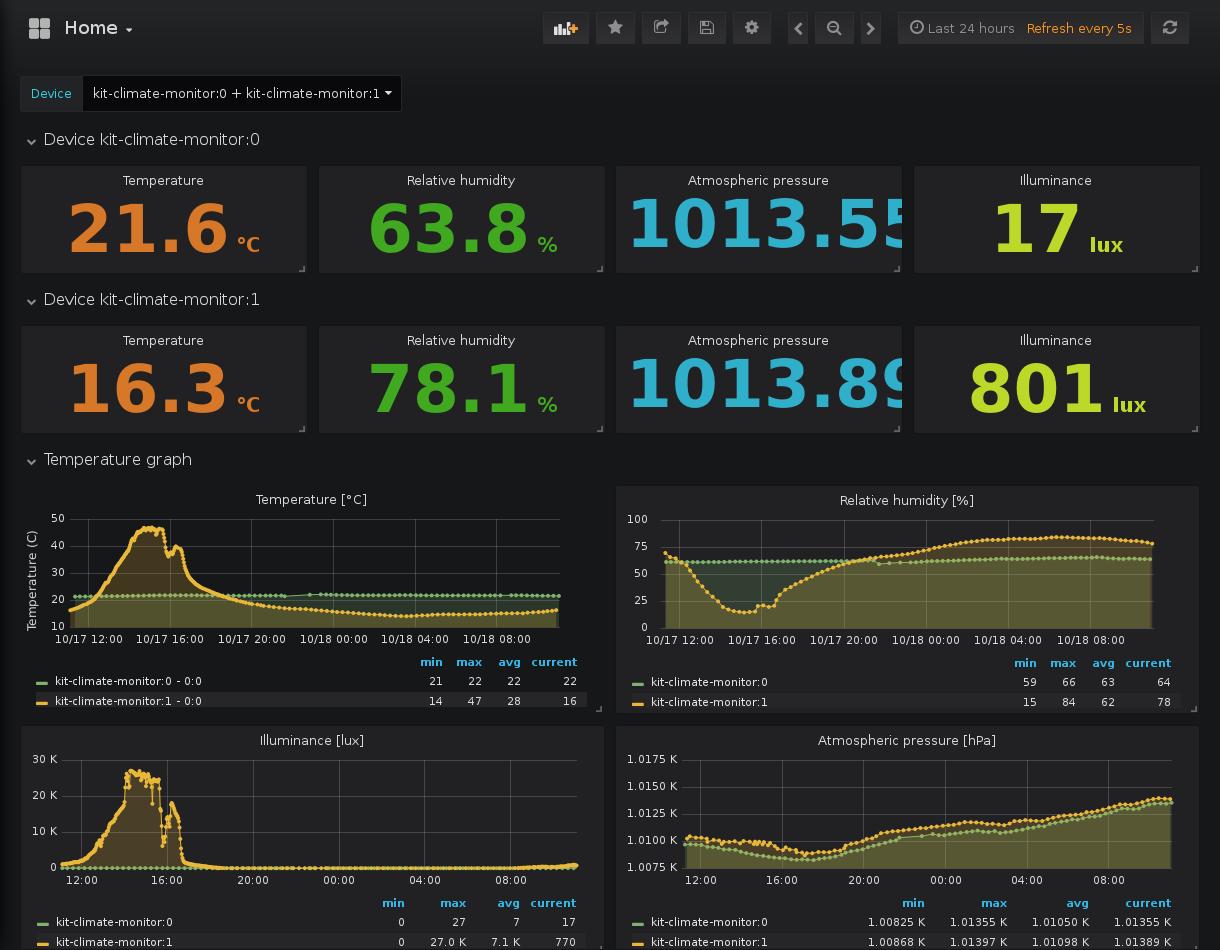 Home
Last 24 hours Refresh every 5s
Device kit-climate-monitor:0 + kit-climate-monitor:1
Device kit-climate-monitor:0
Temperature Relative humidity Atmospheric pressure Illuminance
21.6 °C 63.8 % 1013.55 17 lux
Device kit-climate-monitor:1
Temperature Relative humidity Atmospheric pressure Illuminance
16.3 °C 78.1 % 1013.89 801 lux
Temperature graph
Temperature [°C]
Temperature (C)
50
40
30
20
10
10/17 12:00 10/17 16:00 10/17 20:00 10/18 00:00 10/18 04:00 10/18 08:00
min max avg current
kit-climate-monitor:0 - 0:0 21 22 22 22
kit-climate-monitor:1 - 0:0 14 47 28 16
Relative humidity [%]
100
75
50
25
0
10/17 12:00 10/17 16:00 10/17 20:00 10/18 00:00 10/18 04:00 10/18 08:00
min max avg current
kit-climate-monitor:0 59 66 63 64
kit-climate-monitor:1 15 84 62 78
Illuminance [lux]
30 K
20 K
10 K
0
12:00 16:00 20:00 00:00 04:00 08:00
min max avg current
kit-climate-monitor:0 0 27 7 17
kit-climate-monitor:1 0 27.0 K 7.1 K 770
Atmospheric pressure [hPa]
1.0175 K
1.0150 K
1.0125 K
1.0100 K
1.0075 K
12:00 16:00 20:00 00:00 04:00 08:00
min max avg current
kit-climate-monitor:0 1.00825 K 1.01355 K 1.01050 K 1.01355 K
kit-climate-monitor:1 1.00868 K 1.01397 K 1.01098 K 1.01389 K